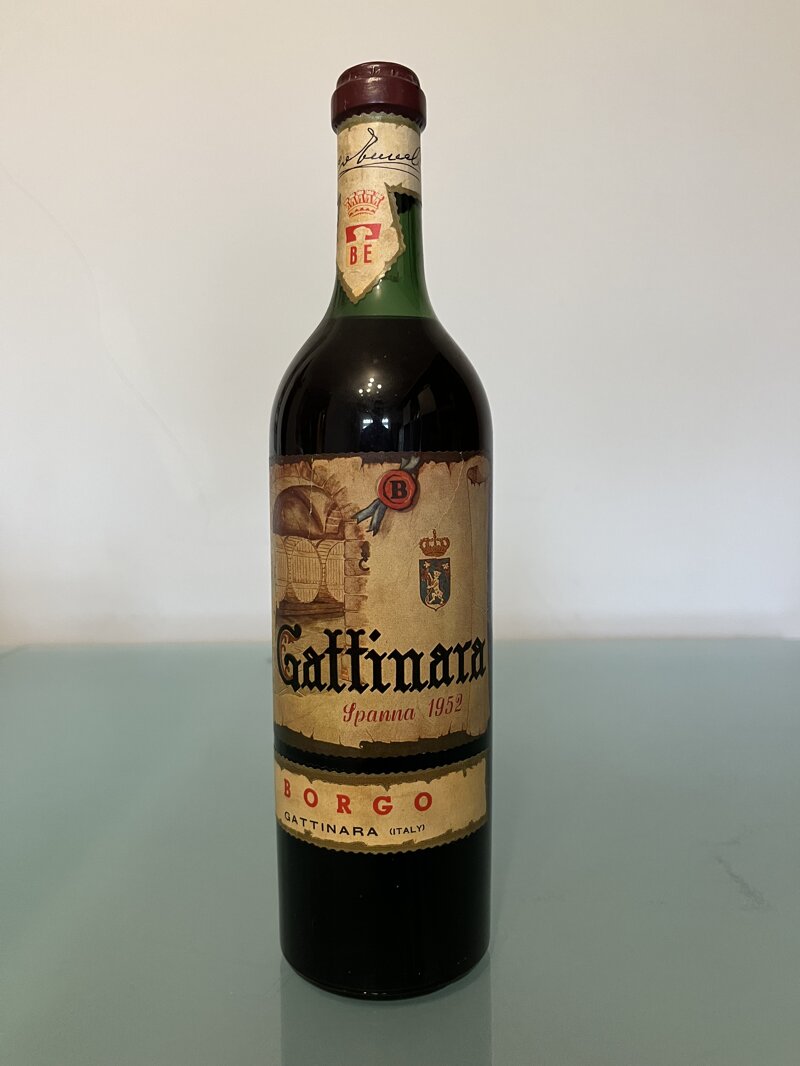 BE
B
Gattinara
Spanna 1952
BORGO
GATTINARA (ITALY)